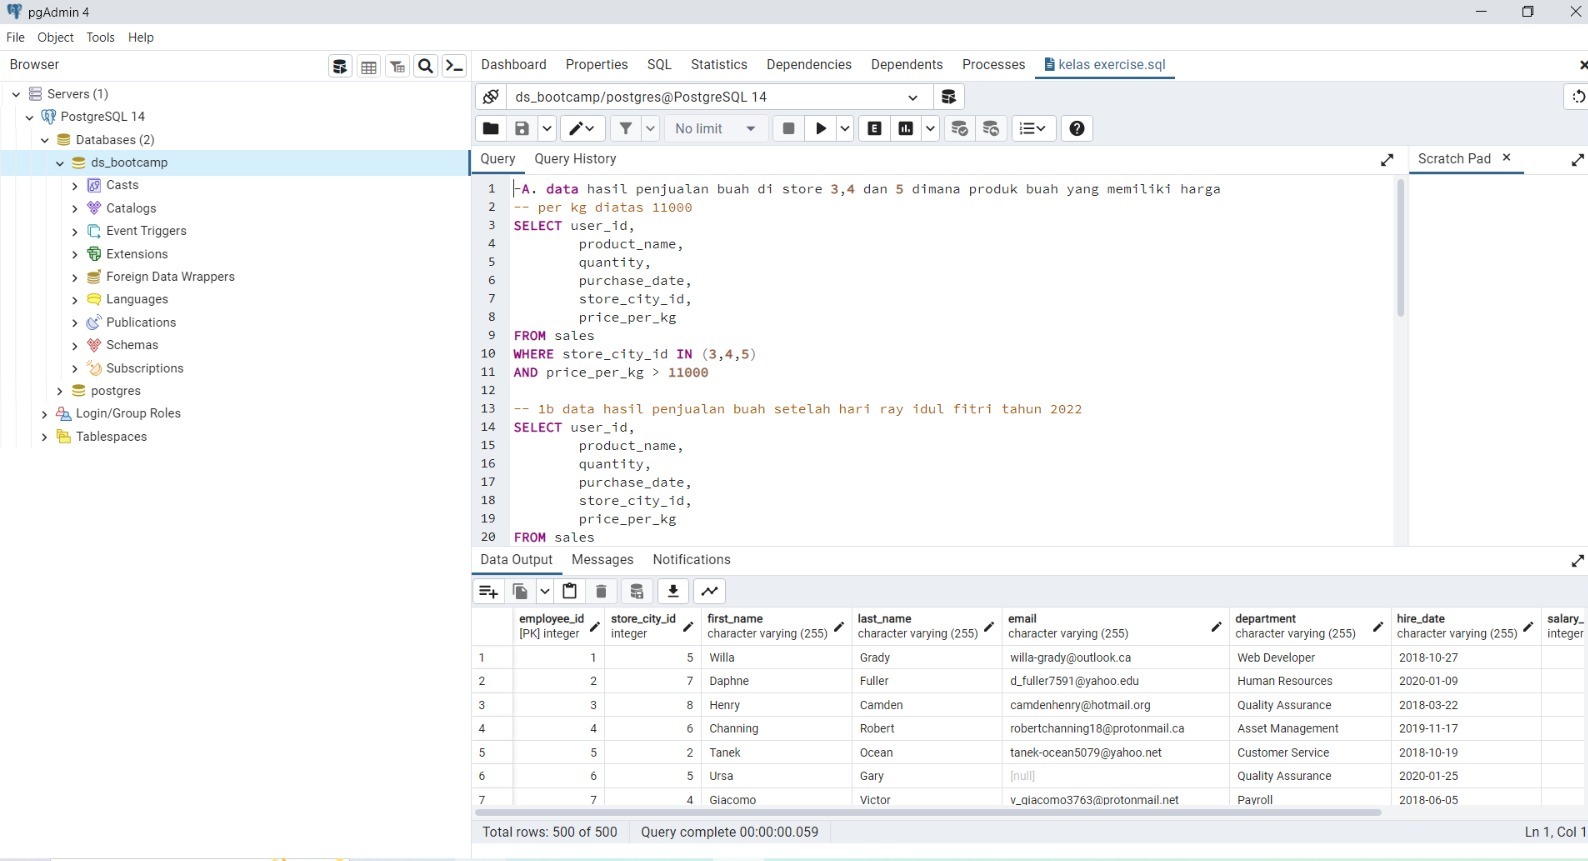 pgAdmin 4
File Object Tools Help
Browser
Dashboard Properties SQL Statistics Dependencies Dependents Processes kelas exercise.sql
Servers (1)
PostgreSQL 14
Databases (2)
ds_bootcamp
Casts
Catalogs
Event Triggers
Extensions
Foreign Data Wrappers
Languages
Publications
Schemas
Subscriptions
postgres
Login/Group Roles
Tablespaces
ds_bootcamp/postgres@PostgreSQL 14
No limit
E
Query Query History
Scratch Pad
1 -A. data hasil penjualan buah di store 3,4 dan 5 dimana produk buah yang memiliki harga
2 -- per kg diatas 11000
3 SELECT user_id,
4 product_name,
5 quantity,
6 purchase_date,
7 store_city_id,
8 price_per_kg
9 FROM sales
10 WHERE store_city_id IN (3,4,5)
11 AND price_per_kg > 11000
12
13 -- 1b data hasil penjualan buah setelah hari ray idul fitri tahun 2022
14 SELECT user_id,
15 product_name,
16 quantity,
17 purchase_date,
18 store_city_id,
19 price_per_kg
20 FROM sales
Data Output Messages Notifications
employee_id store_city_id first_name last_name email department hire_date salary_
[PK] integer integer character varying (255) character varying (255) character varying (255) character varying (255) character varying (255) integer
1 1 5 Willa Grady willa-grady@outlook.ca Web Developer 2018-10-27
2 2 7 Daphne Fuller d_fuller7591@yahoo.edu Human Resources 2020-01-09
3 3 8 Henry Camden camdenhenry@hotmail.org Quality Assurance 2018-03-22
4 4 6 Channing Robert robertchanning18@protonmail.ca Asset Management 2019-11-17
5 5 2 Tanek Ocean tanek-ocean5079@yahoo.net Customer Service 2018-10-19
6 6 5 Ursa Gary [null] Quality Assurance 2020-01-25
7 7 4 Giacomo Victor v_giacomo3763@protonmail.net Payroll 2018-06-05
Total rows: 500 of 500 Query complete 00:00:00.059 Ln 1, Col 1